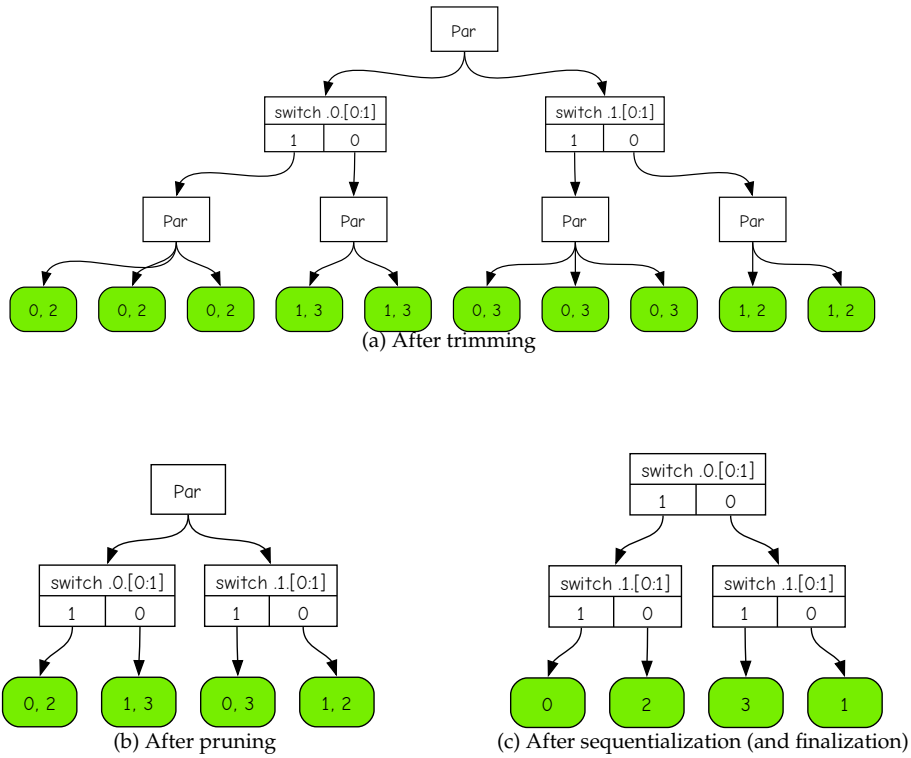 Par
switch .0.[0:1] switch .1.[0:1]
1 0 1 0
Par Par Par Par
0, 2 0, 2 0, 2 1, 3 1, 3 0, 3 0, 3 0, 3 1, 2 1, 2
(a) After trimming
switch .0.[0:1]
Par 1 0
switch .0.[0:1] switch .1.[0:1] switch .1.[0:1] switch .1.[0:1]
1 0 1 0 1 0 1 0
0, 2 1, 3 0, 3 1, 2 0 2 3 1
(b) After pruning (c) After sequentialization (and finalization)